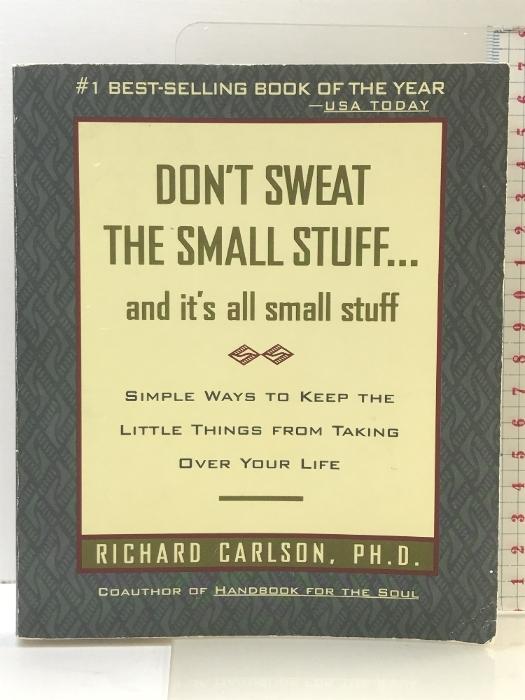 #1 BEST-SELLING BOOK OF THE YEAR
—USA TODAY
DON'T SWEAT
THE SMALL STUFF...
and it's all small stuff
SIMPLE WAYS TO KEEP THE
LITTLE THINGS FROM TAKING
OVER YOUR LIFE
RICHARD CARLSON, PH.D.
COAUTHOR OF HANDBOOK FOR THE SOUL